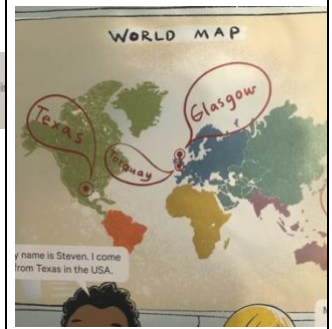 WORLD MAP
Glasgow
Texas
Torquay
y name is Steven. I come
from Texas in the USA.